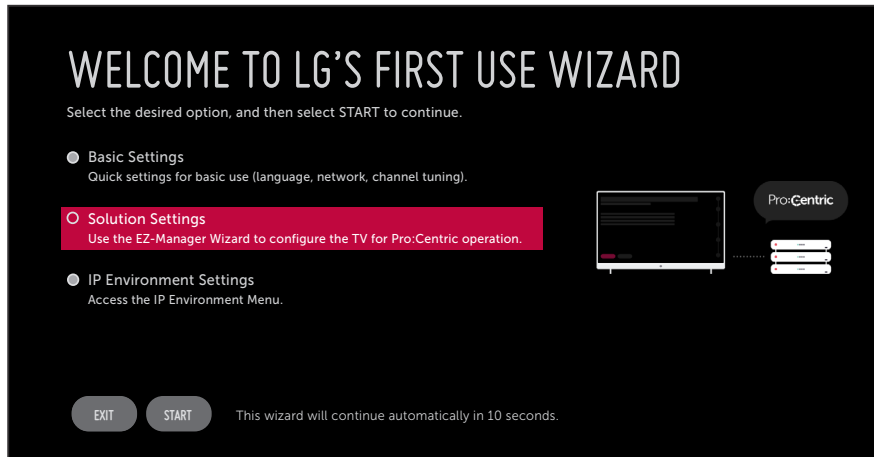 WELCOME TO LG'S FIRST USE WIZARD
Select the desired option, and then select START to continue.
Basic Settings
Quick settings for basic use (language, network, channel tuning).
Solution Settings
Use the EZ-Manager Wizard to configure the TV for Pro:Centric operation.
Pro:Centric
IP Environment Settings
Access the IP Environment Menu.
EXIT START This wizard will continue automatically in 10 seconds.